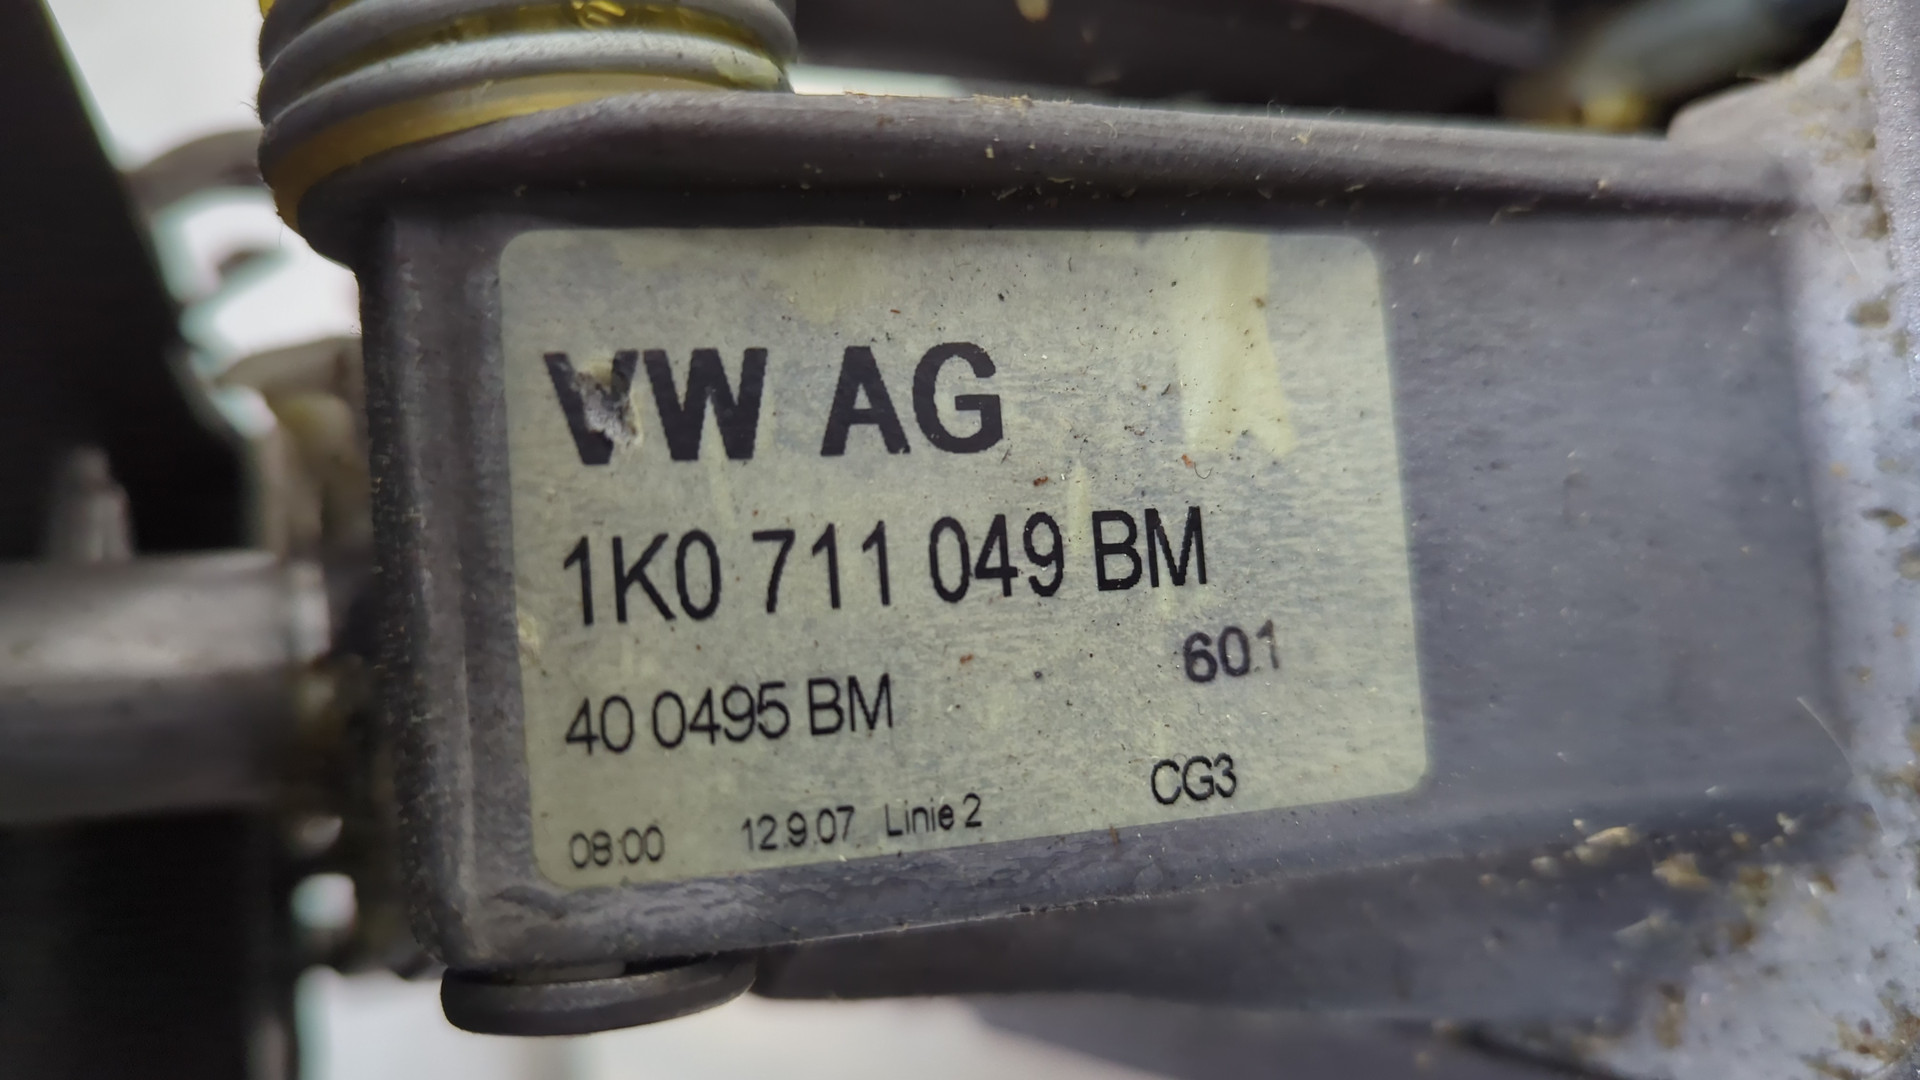 VW AG
1K0 711 049 BM
601
40 0495 BM
CG3
08:00 12.9.07 Linie 2